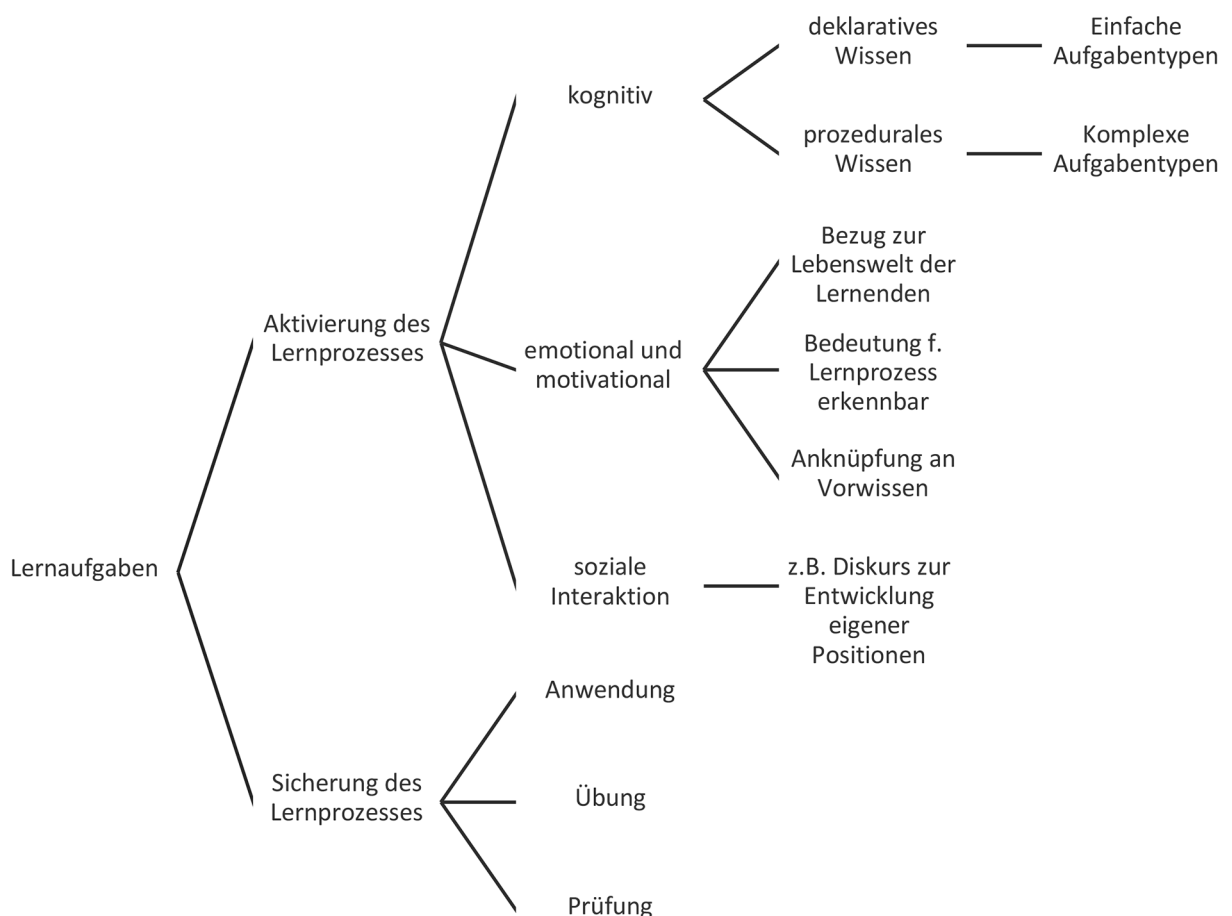 Lernaufgaben
Aktivierung des
Lernprozesses
kognitiv
deklaratives
Wissen
Einfache
Aufgabentypen
prozedurales
Wissen
Komplexe
Aufgabentypen
emotional und
motivational
Bezug zur
Lebenswelt der
Lernenden
Bedeutung f.
Lernprozess
erkennbar
Anknüpfung an
Vorwissen
soziale
Interaktion
z.B. Diskurs zur
Entwicklung
eigener
Positionen
Sicherung des
Lernprozesses
Anwendung
Übung
Prüfung